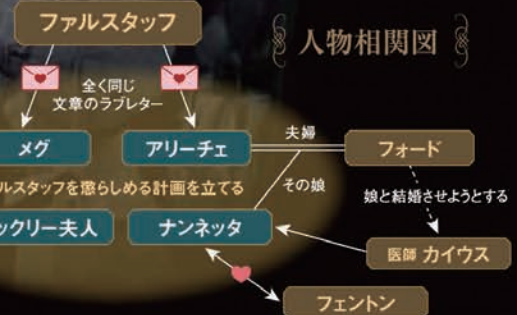 ファルスタッフ
人物相関図
全く同じ
文章のラブレター
メグ
アリーチェ
夫婦
フォード
ルスタッフを懲らしめる計画を立てる
その娘
娘と結婚させようとする
ックリー夫人
ナンネッタ
医師 カイウス
フェントン